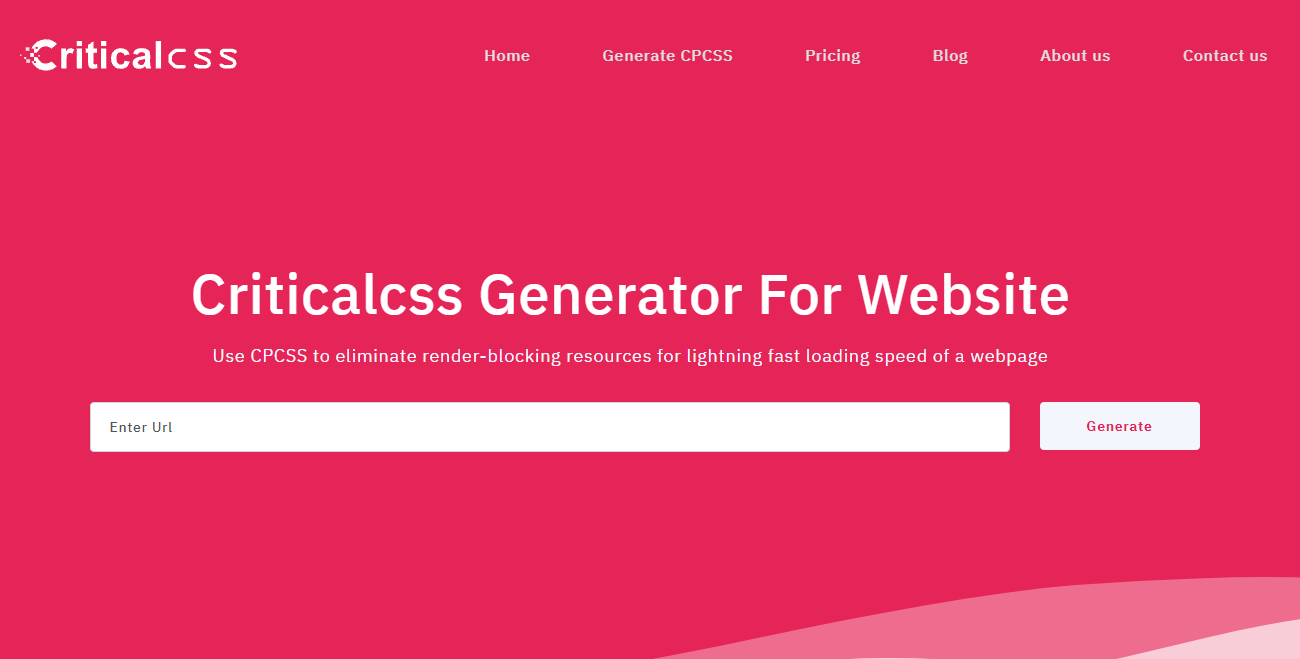 Criticalcss
Home Generate CPCSS Pricing Blog About us Contact us
Criticalcss Generator For Website
Use CPCSS to eliminate render-blocking resources for lightning fast loading speed of a webpage
Enter Url Generate